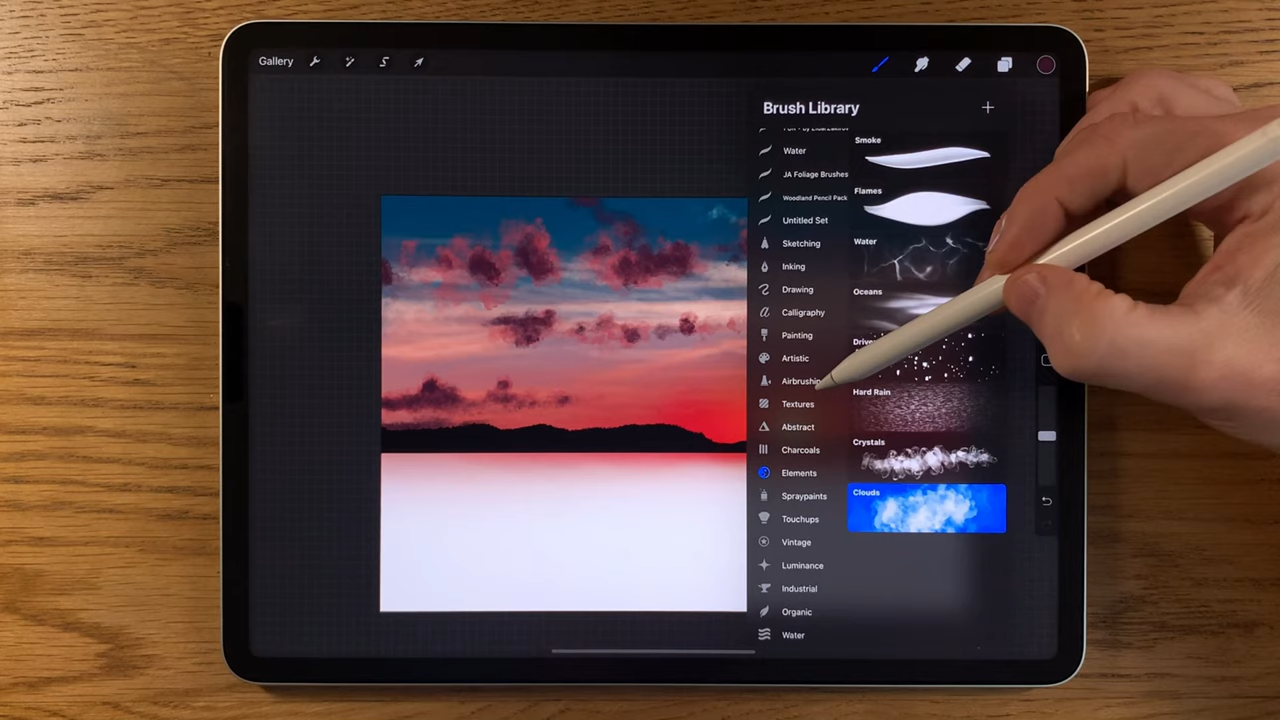 Gallery
Brush Library
Water
JA Foliage Brushes
Woodland Pencil Pack
Untitled Set
Sketching
Inking
Drawing
Calligraphy
Painting
Artistic
Airbrushing
Textures
Abstract
Charcoals
Elements
Spraypaints
Touchups
Vintage
Luminance
Industrial
Organic
Water
Smoke
Flames
Water
Oceans
Hard Rain
Crystals
Clouds